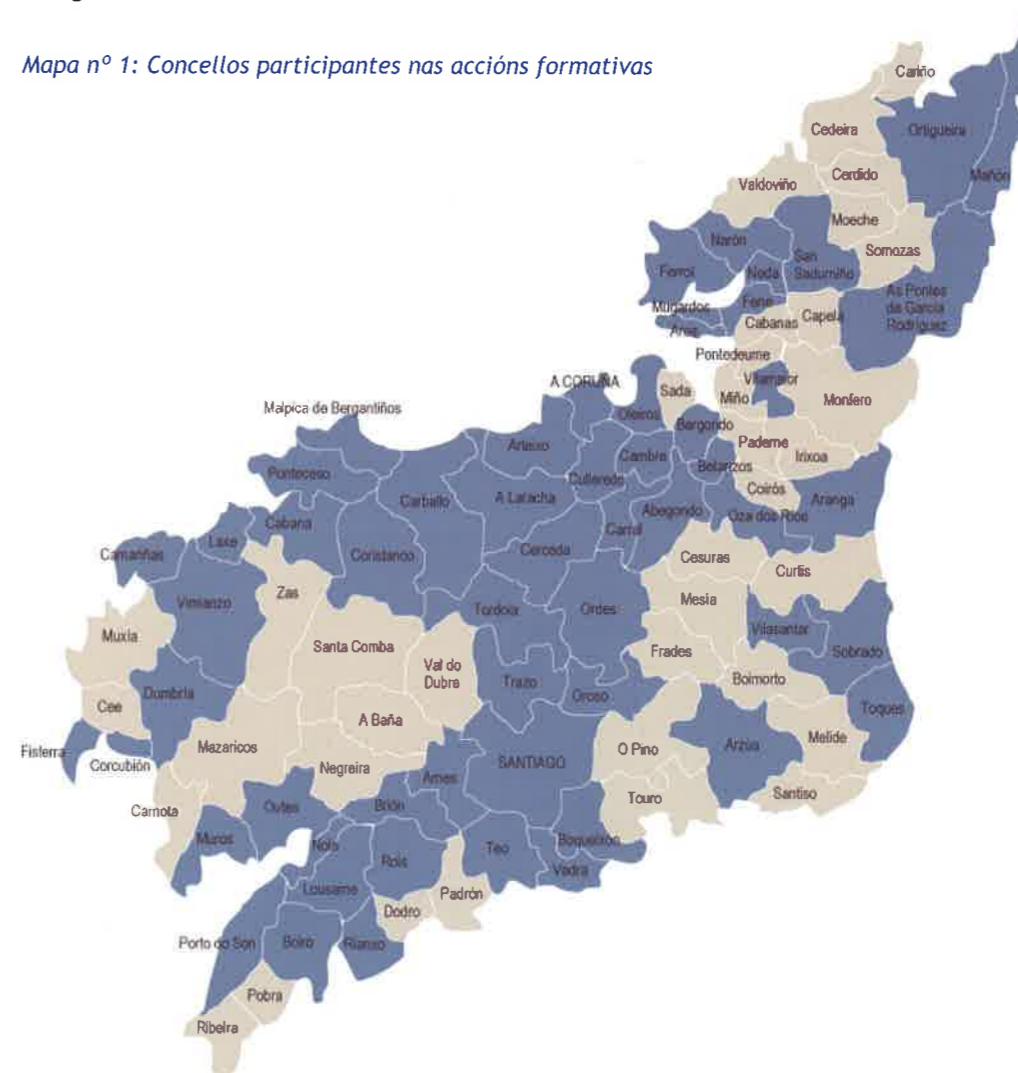 Mapa nº 1: Concellos participantes nas accións formativas
Cariño
Cedeira
Ortigueira
Cerdido
Mañón
Valdoviño
Moeche
Narón
Somozas
San
Sadurniño
Ferrol
Neda
As Pontes
de García
Rodríguez
Mugardos
Fene
Capela
Cabanas
Ares
Pontedeume
A CORUÑA
Vilamaior
Sada
Miño
Monfero
Malpica de Bergantiños
Oleiros
Bergondo
Arteixo
Paderne
Irixoa
Cambre
Betanzos
Ponteceso
Culleredo
Coirós
Carballo
A Laracha
Aranga
Abegondo
Oza dos Ríos
Cabana
Carral
Laxe
Camariñas
Coristanco
Cerceda
Cesuras
Curtis
Zas
Vimianzo
Mesía
Tordoia
Ordes
Muxía
Vilasantar
Santa Comba
Frades
Sobrado
Val do
Dubra
Trazo
Boimorto
Dumbría
Oroso
Cee
Toques
A Baña
Melide
Fisterra
Mazaricos
O Pino
Arzúa
Corcubión
SANTIAGO
Negreira
Ames
Santiso
Touro
Carnota
Outes
Brión
Muros
Noia
Boqueixón
Teo
Rois
Vedra
Lousame
Padrón
Dodro
Porto do Son
Boiro
Rianxo
Pobra
Ribeira